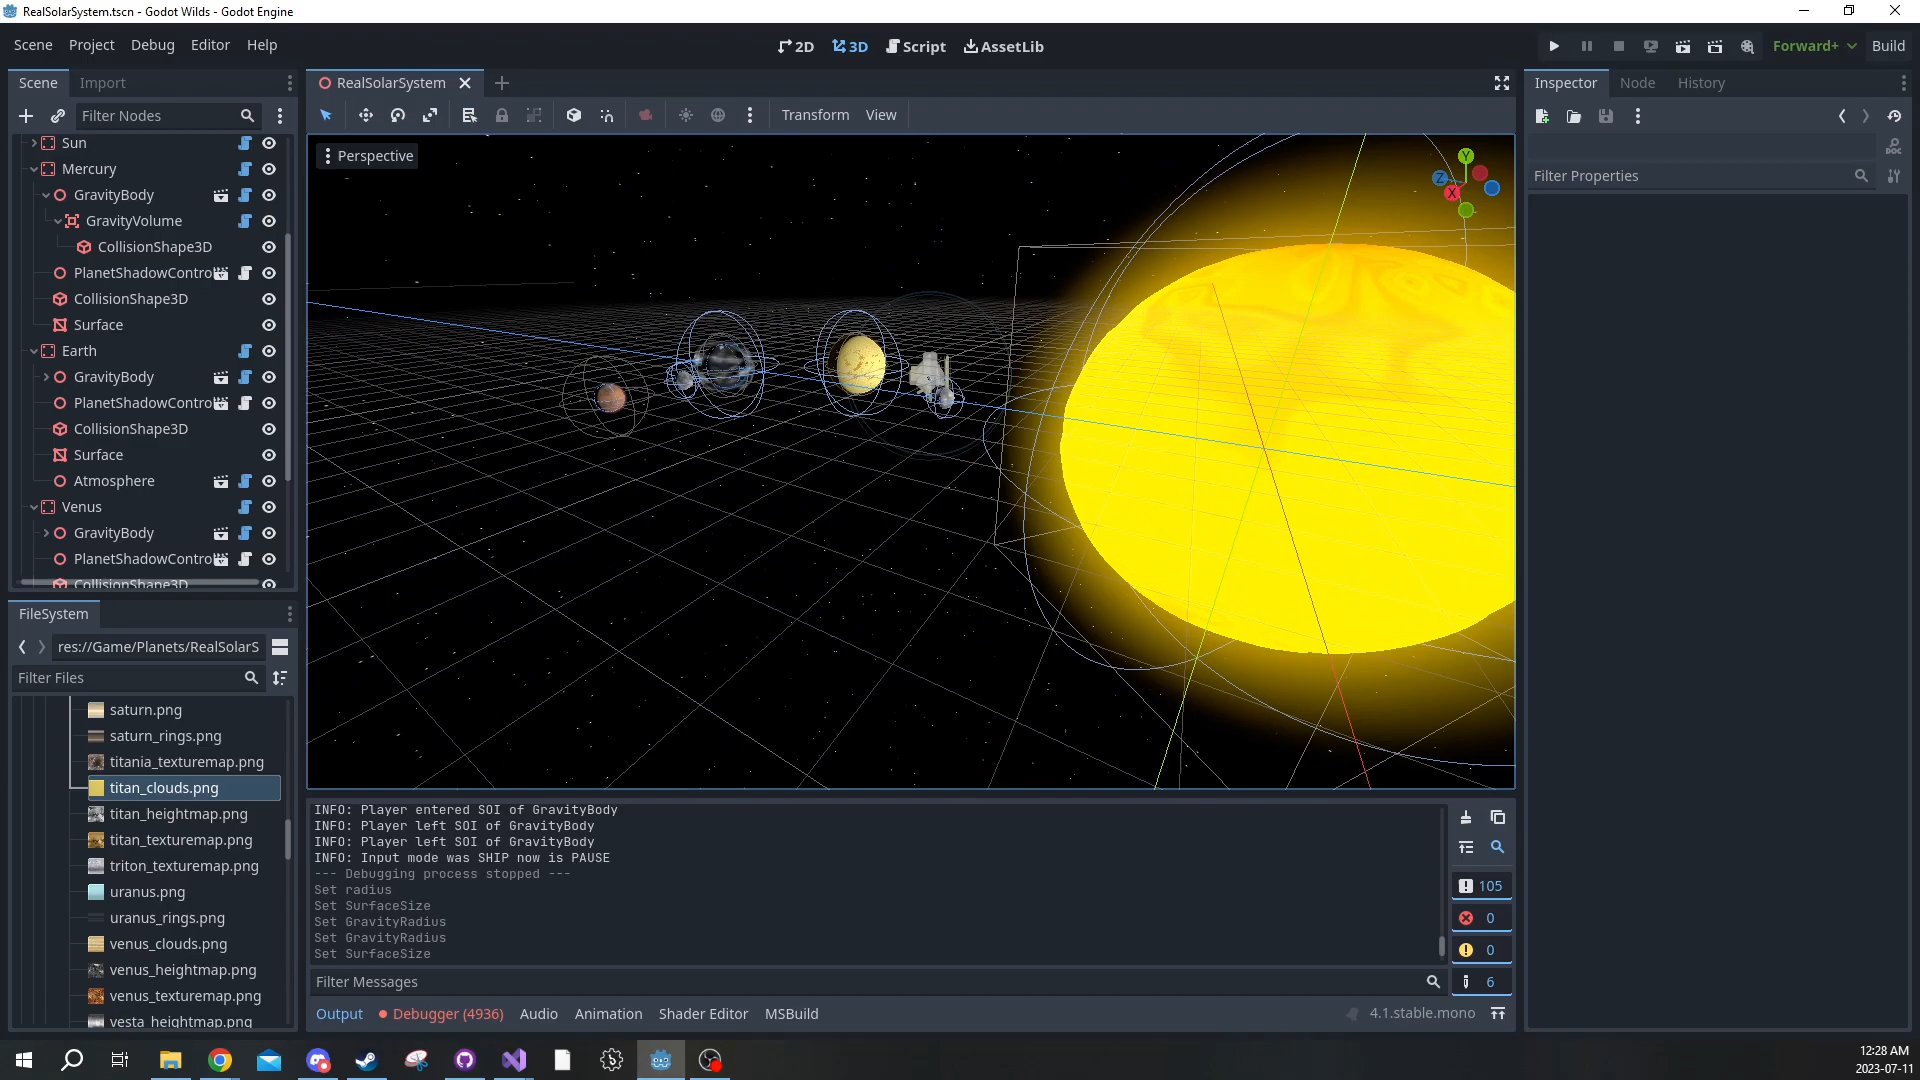 RealSolarSystem.tscn - Godot Wilds - Godot Engine
Scene Project Debug Editor Help
2D 3D Script AssetLib
Forward+ Build
Scene Import
Filter Nodes
Sun
Mercury
GravityBody
GravityVolume
CollisionShape3D
PlanetShadowContro
CollisionShape3D
Surface
Earth
GravityBody
PlanetShadowContro
CollisionShape3D
Surface
Atmosphere
Venus
GravityBody
PlanetShadowContro
CollisionShape3D
FileSystem
res://Game/Planets/RealSolarS
Filter Files
saturn.png
saturn_rings.png
titania_texturemap.png
titan_clouds.png
titan_heightmap.png
titan_texturemap.png
triton_texturemap.png
uranus.png
uranus_rings.png
venus_clouds.png
venus_heightmap.png
venus_texturemap.png
vesta_heightmap.png
RealSolarSystem
Transform View
Perspective
Y
Z
X
INFO: Player entered SOI of GravityBody
INFO: Player left SOI of GravityBody
INFO: Player left SOI of GravityBody
INFO: Input mode was SHIP now is PAUSE
--- Debugging process stopped ---
Set radius
Set SurfaceSize
Set GravityRadius
Set GravityRadius
Set SurfaceSize
105
0
0
6
Filter Messages
Output Debugger (4936) Audio Animation Shader Editor MSBuild
4.1.stable.mono
Inspector Node History
DOC
Filter Properties
12:28 AM
2023-07-11